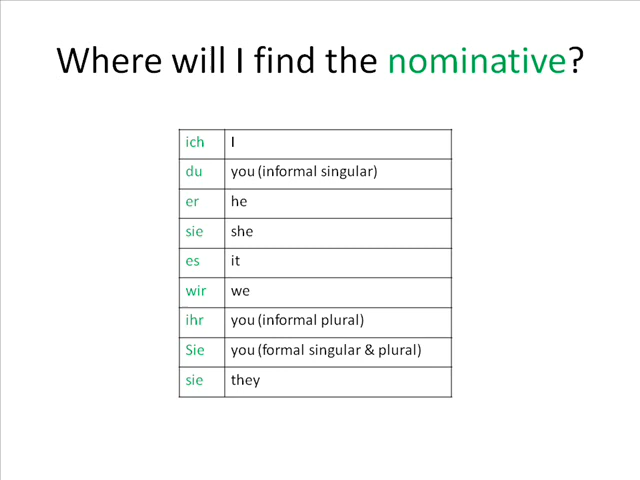 Where will I find the nominative?
ich I
du you (informal singular)
er he
sie she
es it
wir we
ihr you (informal plural)
Sie you (formal singular & plural)
sie they